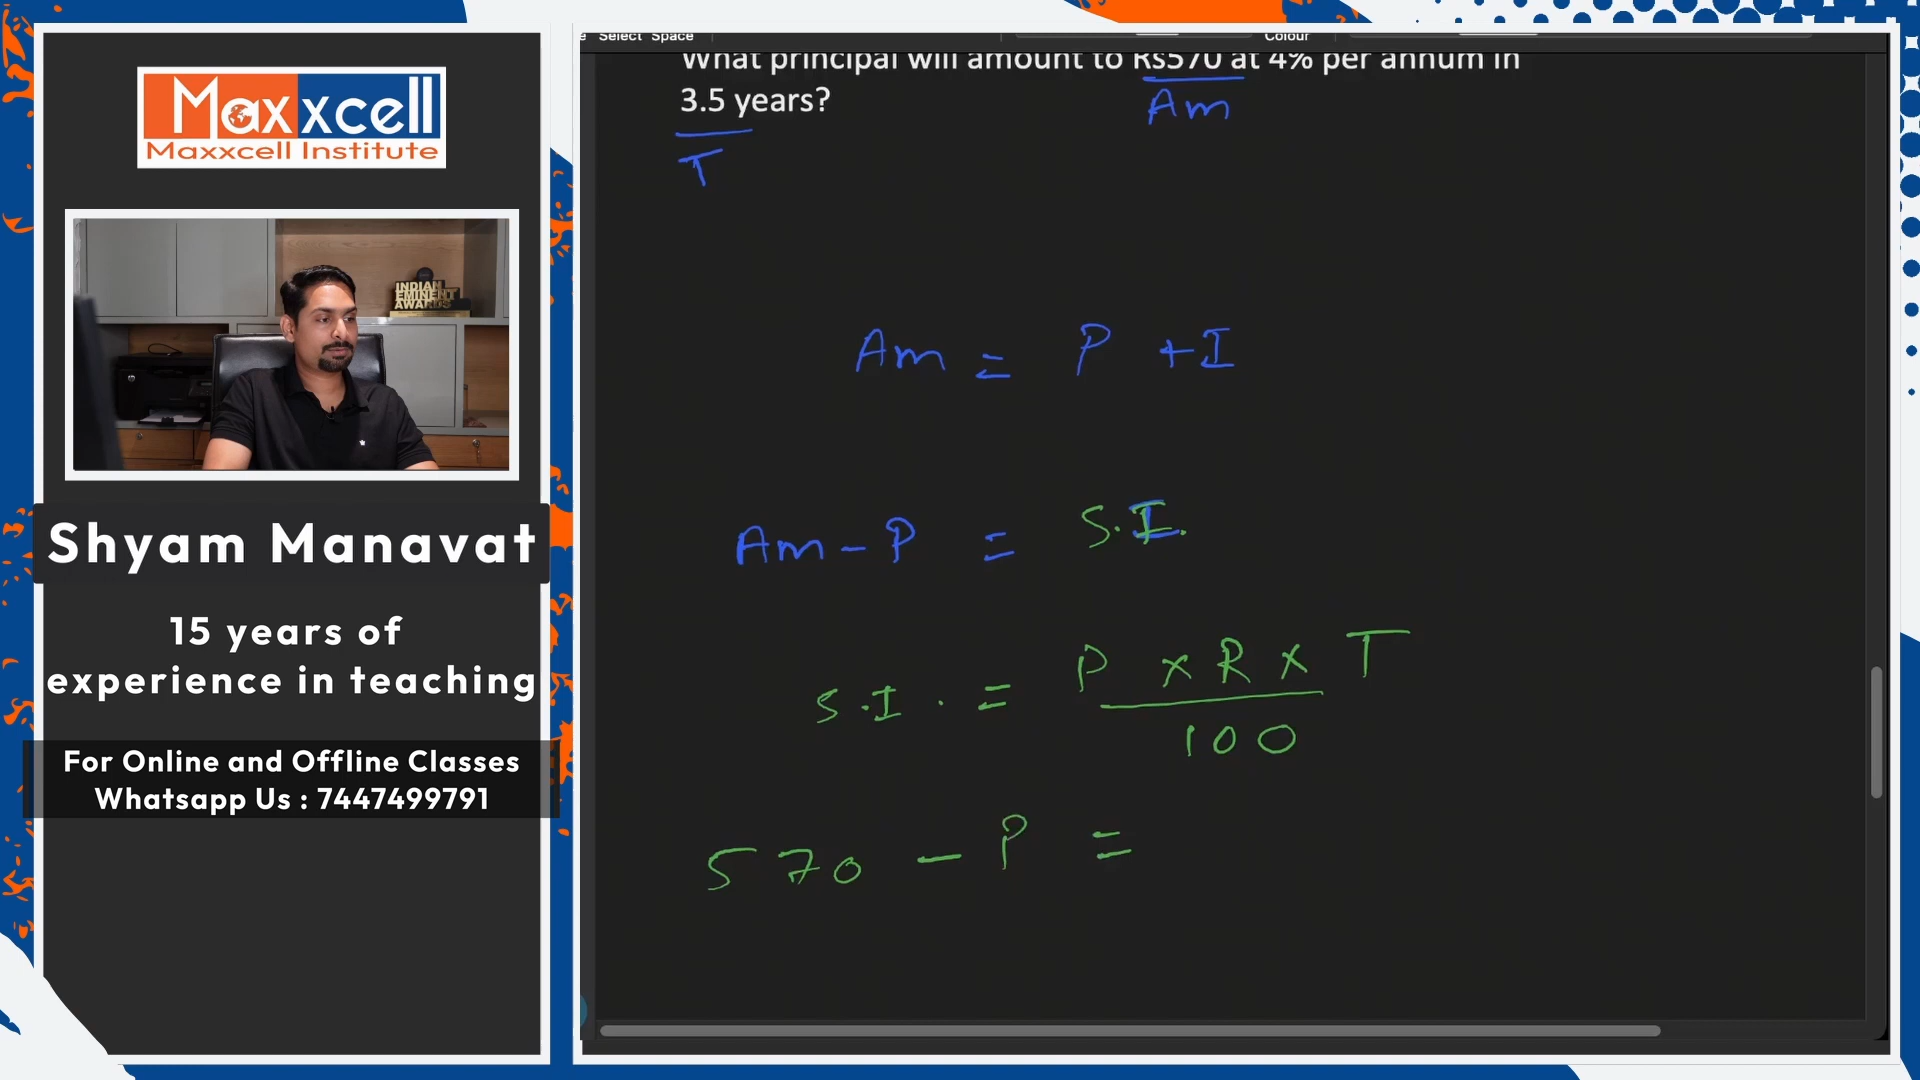 Maxxcell
Maxxcell Institute
INDIAN
EMINENT
AWARDS
Shyam Manavat
15 years of
experience in teaching
For Online and Offline Classes
Whatsapp Us : 7447499791
Select Space
Colour
What principal will amount to Rs570 at 4% per annum in
3.5 years?
Am
T
Am = P + I
Am - P = S.I.
S.I. = P x R x T
100
570 - P =